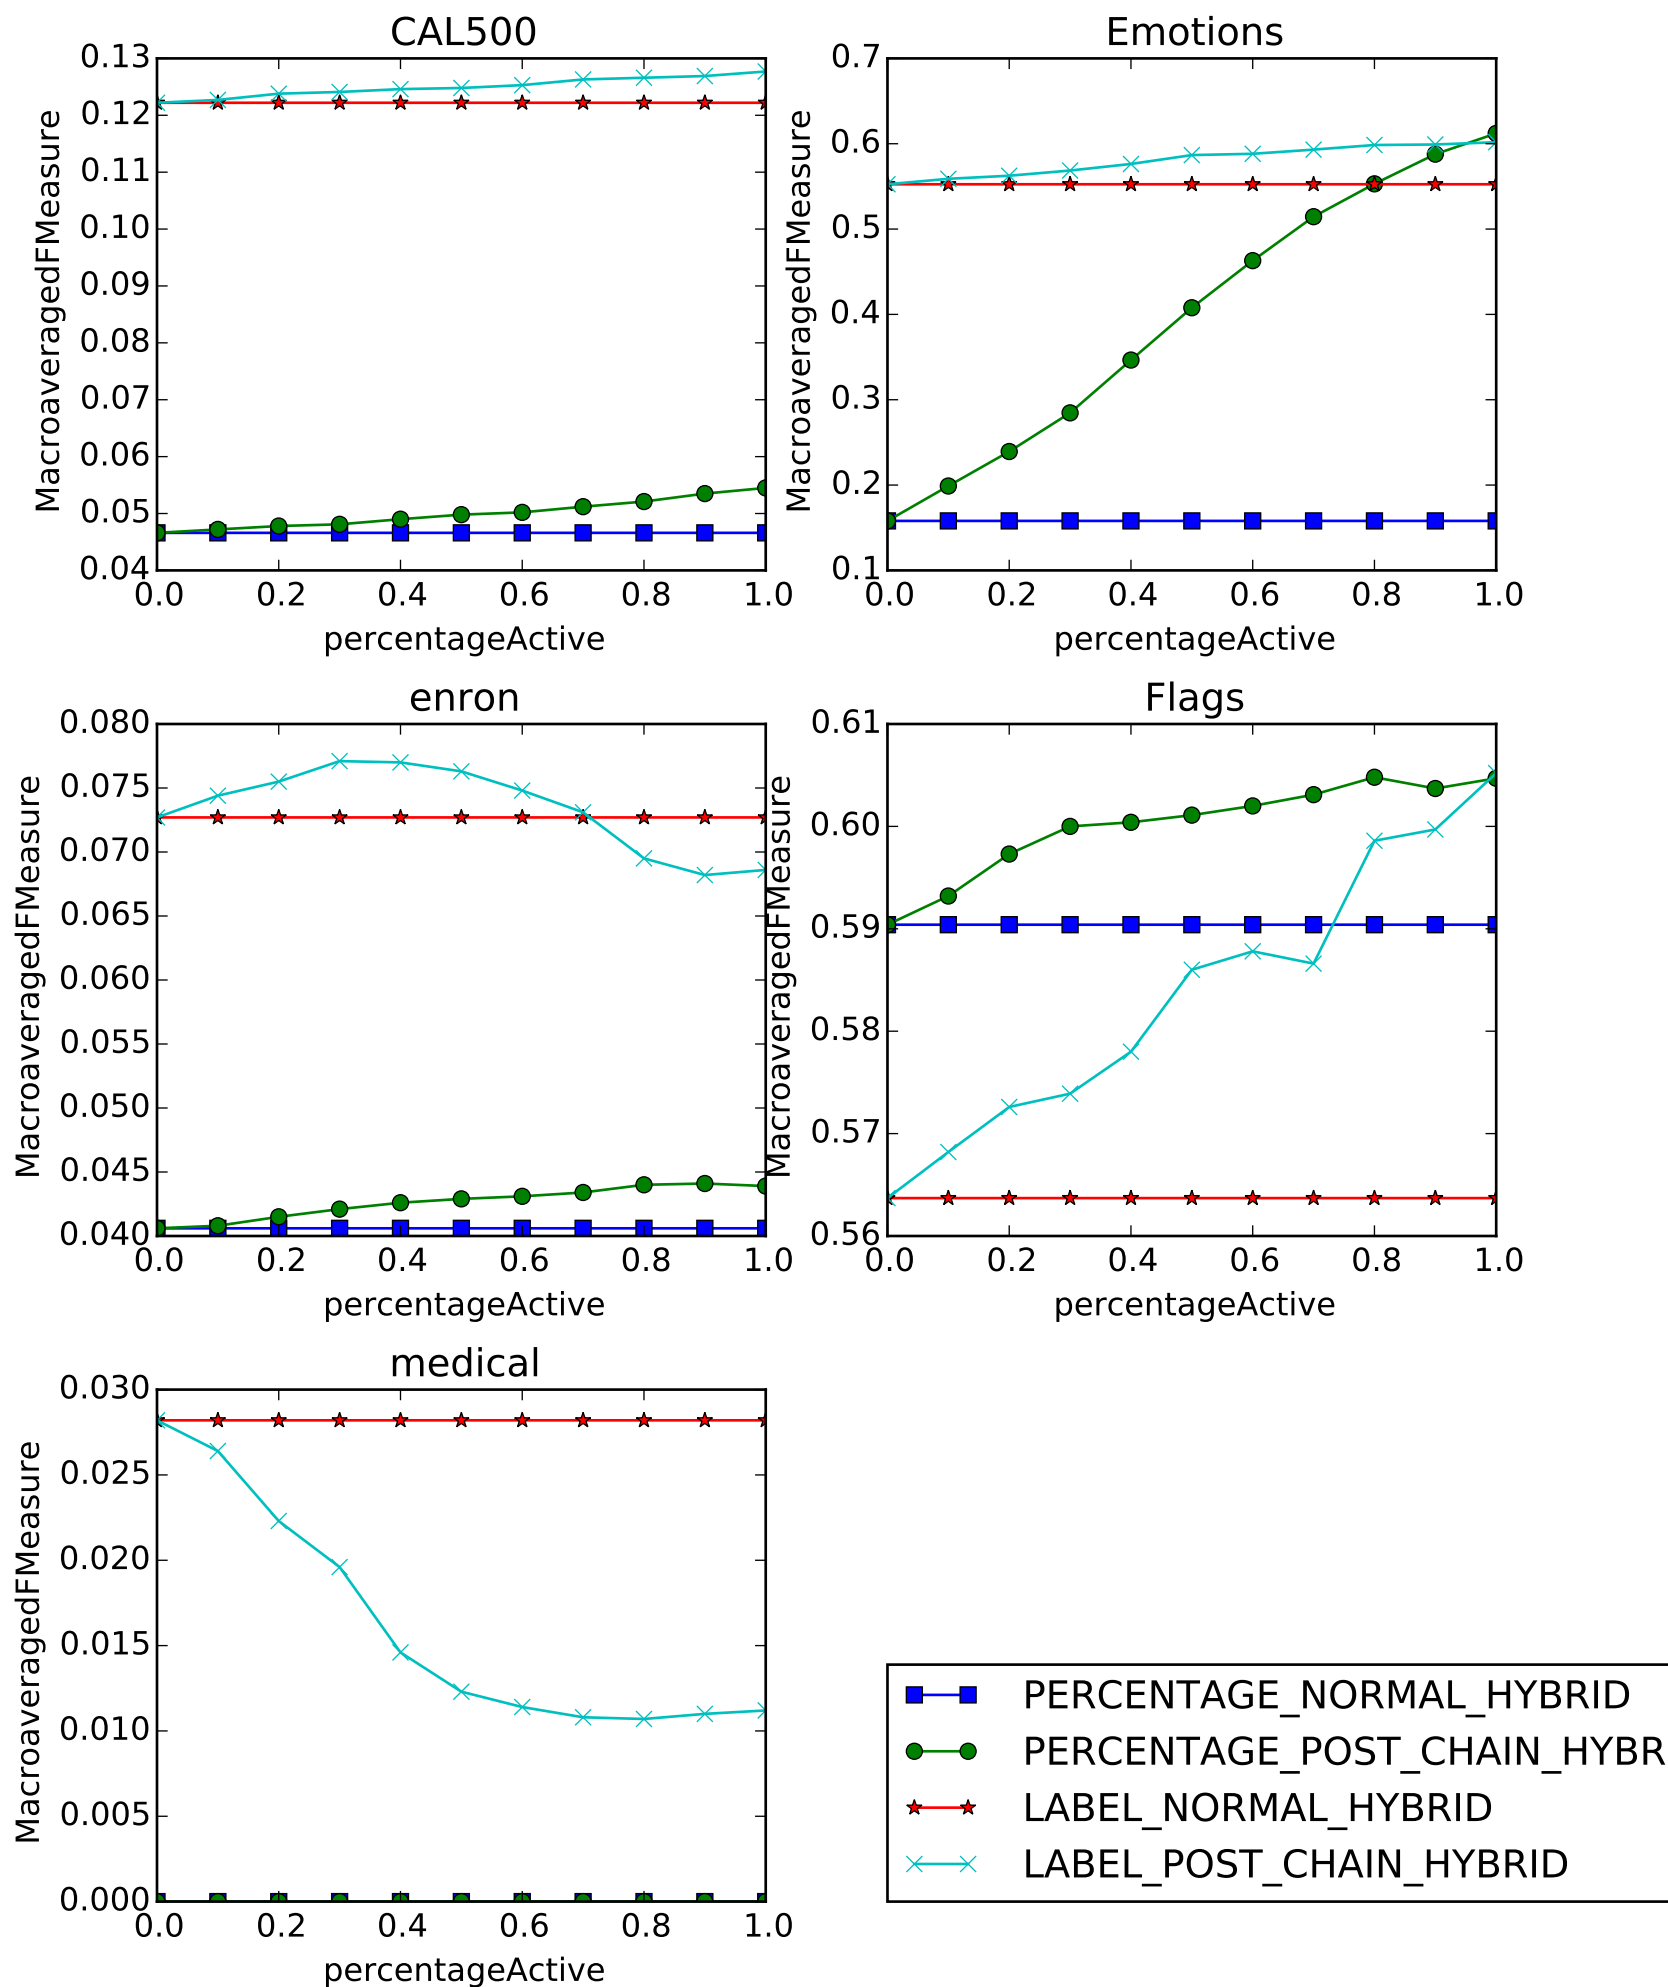 CAL500
0.13
0.12
0.11
0.10
0.09
0.08
0.07
0.06
0.05
0.04
MacroaveragedFMeasure
0.0 0.2 0.4 0.6 0.8 1.0
percentageActive
Emotions
0.7
0.6
0.5
0.4
0.3
0.2
0.1
MacroaveragedFMeasure
0.0 0.2 0.4 0.6 0.8 1.0
percentageActive
enron
0.080
0.075
0.070
0.065
0.060
0.055
0.050
0.045
0.040
MacroaveragedFMeasure
0.0 0.2 0.4 0.6 0.8 1.0
percentageActive
Flags
0.61
0.60
0.59
0.58
0.57
0.56
MacroaveragedFMeasure
0.0 0.2 0.4 0.6 0.8 1.0
percentageActive
medical
0.030
0.025
0.020
0.015
0.010
0.005
0.000
MacroaveragedFMeasure
0.0 0.2 0.4 0.6 0.8 1.0
percentageActive
PERCENTAGE_NORMAL_HYBRID
PERCENTAGE_POST_CHAIN_HYBR
LABEL_NORMAL_HYBRID
LABEL_POST_CHAIN_HYBRID